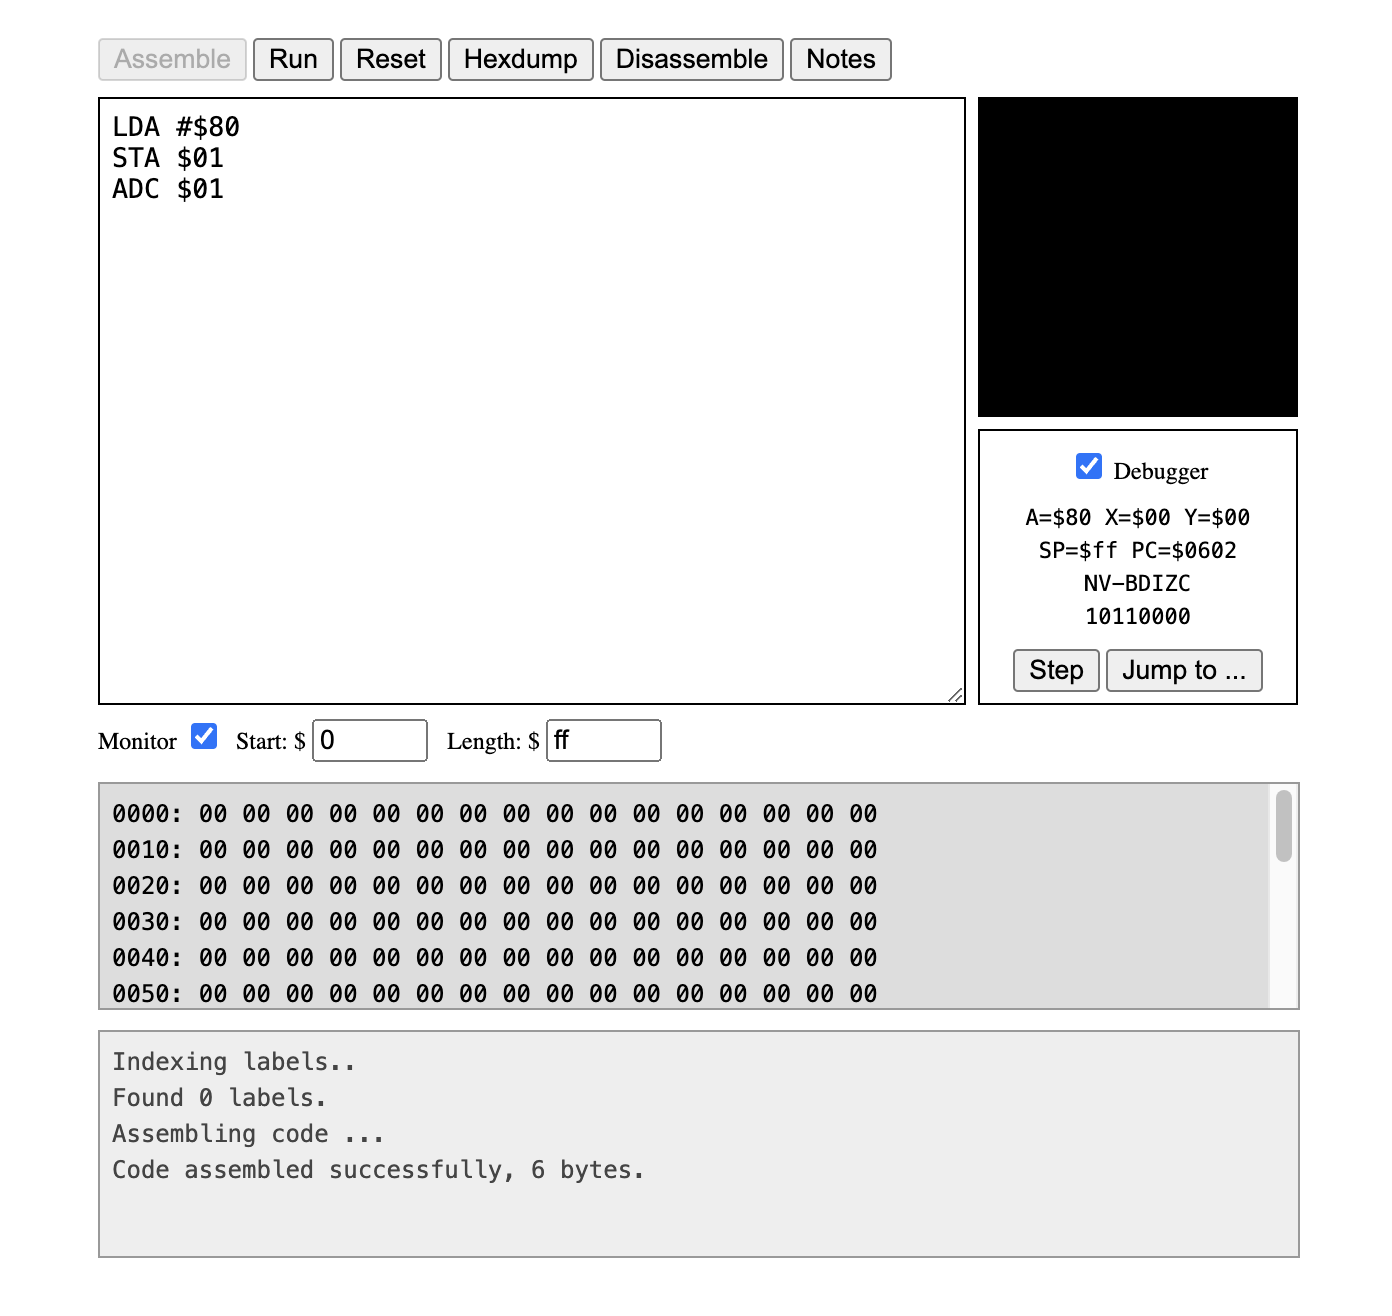 Assemble Run Reset Hexdump Disassemble Notes
LDA #$80
STA $01
ADC $01
Debugger
A=$80 X=$00 Y=$00
SP=$ff PC=$0602
NV-BDIZC
10110000
Step Jump to ...
Monitor Start: $ 0 Length: $ ff
0000: 00 00 00 00 00 00 00 00 00 00 00 00 00 00 00 00
0010: 00 00 00 00 00 00 00 00 00 00 00 00 00 00 00 00
0020: 00 00 00 00 00 00 00 00 00 00 00 00 00 00 00 00
0030: 00 00 00 00 00 00 00 00 00 00 00 00 00 00 00 00
0040: 00 00 00 00 00 00 00 00 00 00 00 00 00 00 00 00
0050: 00 00 00 00 00 00 00 00 00 00 00 00 00 00 00 00
Indexing labels..
Found 0 labels.
Assembling code ...
Code assembled successfully, 6 bytes.